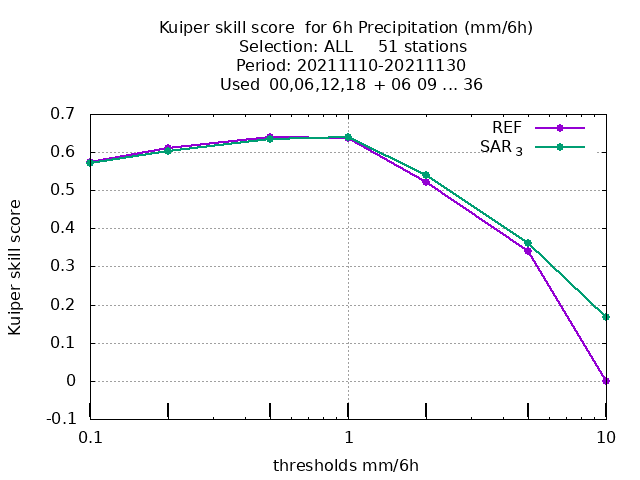 Kuiper skill score  for 6h Precipitation (mm/6h)
Selection: ALL     51 stations
Period: 20211110-20211130
Used  00,06,12,18  + 06 09 ... 36
REF
SAR 3
0.7
0.6
0.5
0.4
0.3
0.2
0.1
0
-0.1
Kuiper skill score
0.1
1
10
thresholds mm/6h